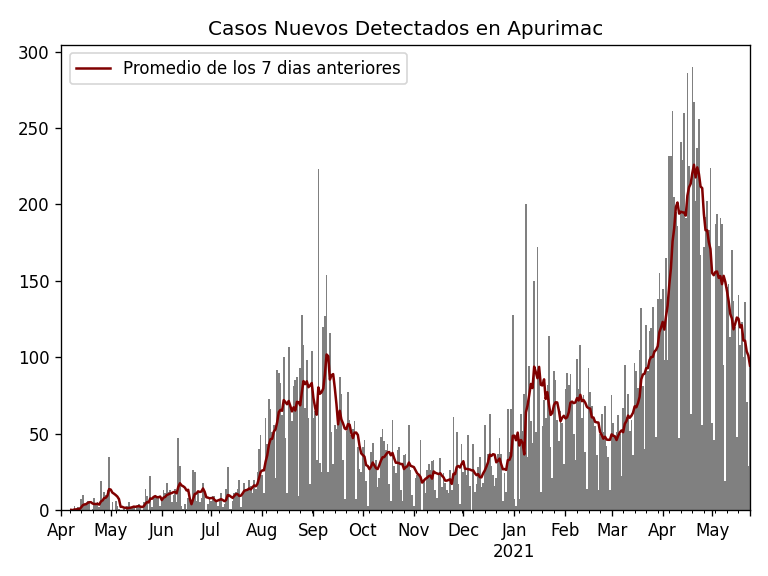 Casos Nuevos Detectados en Apurimac
Promedio de los 7 dias anteriores
300
250
200
150
100
50
0
Apr May Jun Jul Aug Sep Oct Nov Dec Jan Feb Mar Apr May
2021